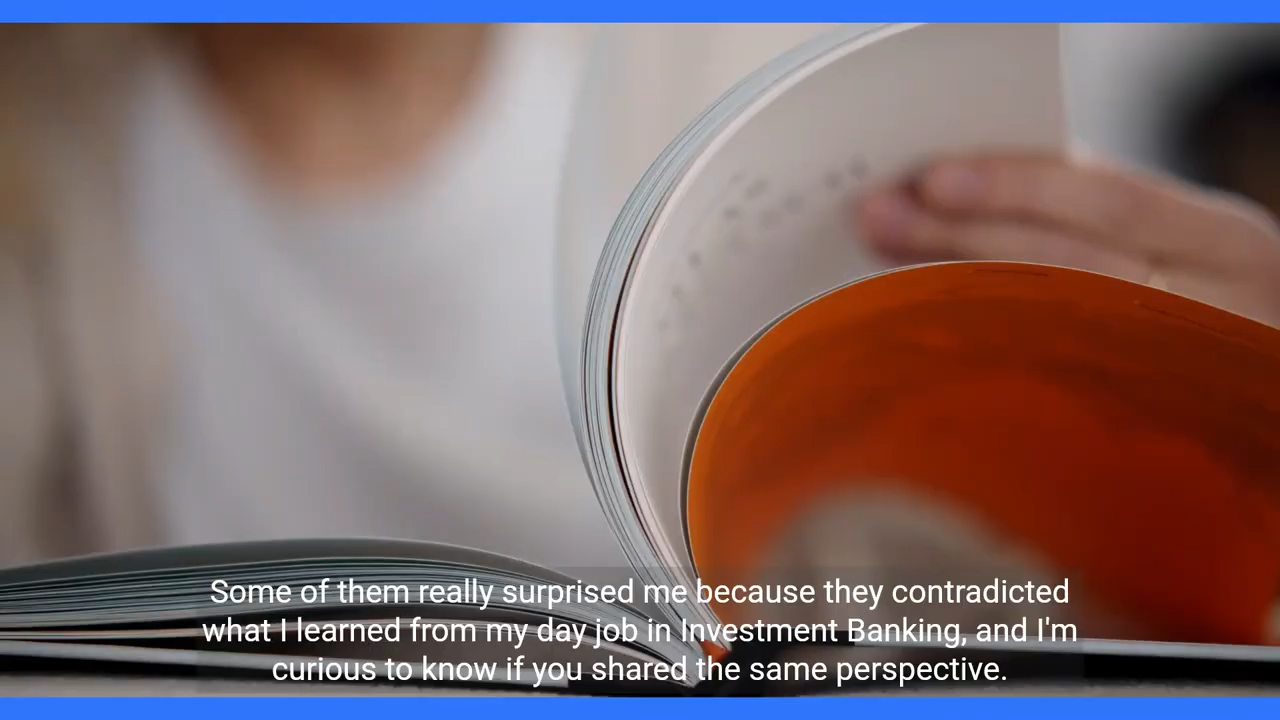 Some of them really surprised me because they contradicted
what I learned from my day job in Investment Banking, and I'm
curious to know if you shared the same perspective.